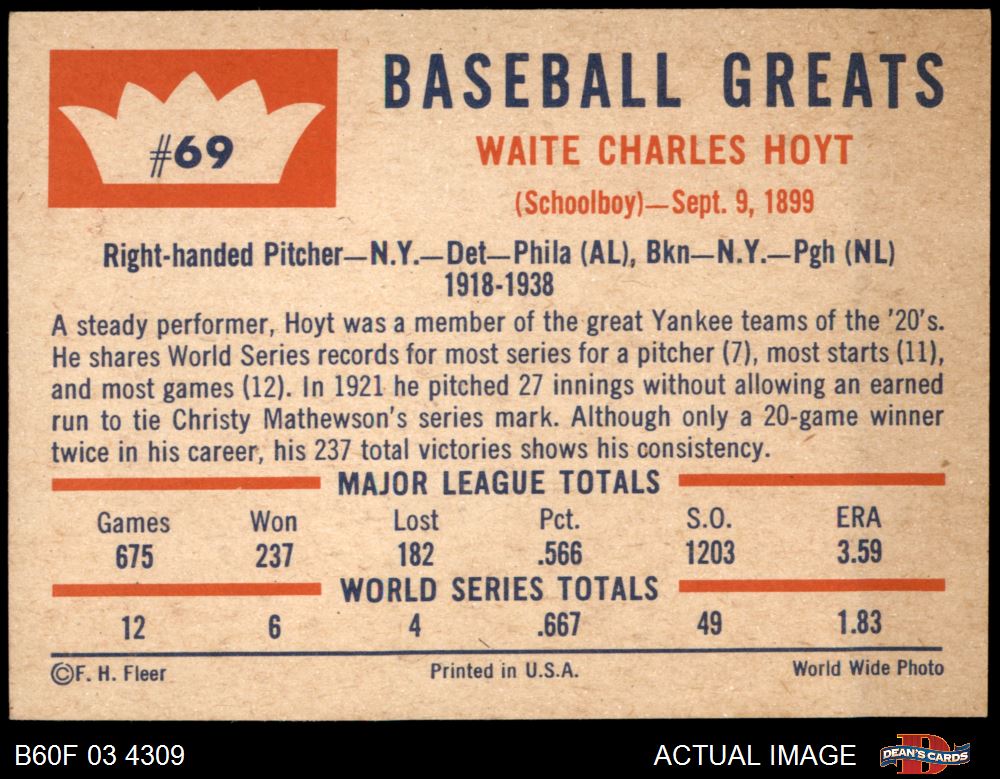 #69
BASEBALL GREATS
WAITE CHARLES HOYT
(Schoolboy)—Sept. 9, 1899
Right-handed Pitcher—N.Y.—Det—Phila (AL), Bkn—N.Y.—Pgh (NL)
1918-1938
A steady performer, Hoyt was a member of the great Yankee teams of the '20's.
He shares World Series records for most series for a pitcher (7), most starts (11),
and most games (12). In 1921 he pitched 27 innings without allowing an earned
run to tie Christy Mathewson's series mark. Although only a 20-game winner
twice in his career, his 237 total victories shows his consistency.
MAJOR LEAGUE TOTALS
Games Won Lost Pct. S.O. ERA
675 237 182 .566 1203 3.59
WORLD SERIES TOTALS
12 6 4 .667 49 1.83
©F. H. Fleer Printed in U.S.A. World Wide Photo
B60F 03 4309 ACTUAL IMAGE DEAN'S CARDS